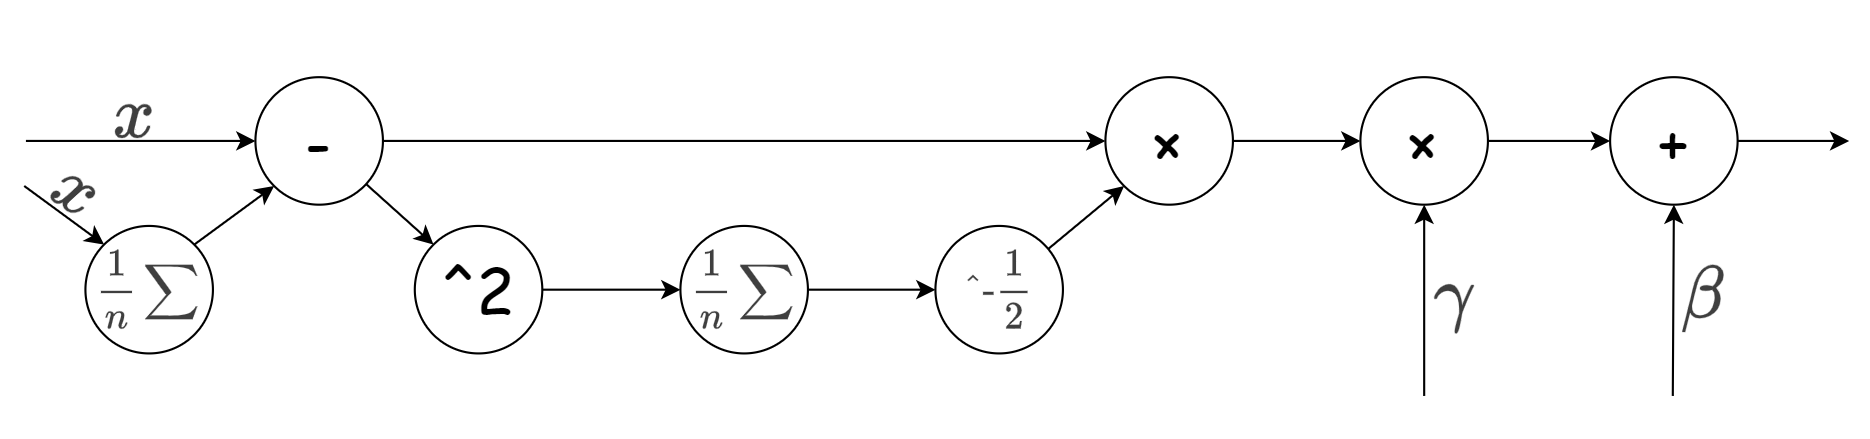 x
-
×
×
+
x
1/n ∑
^2
1/n ∑
^-1/2
γ
β